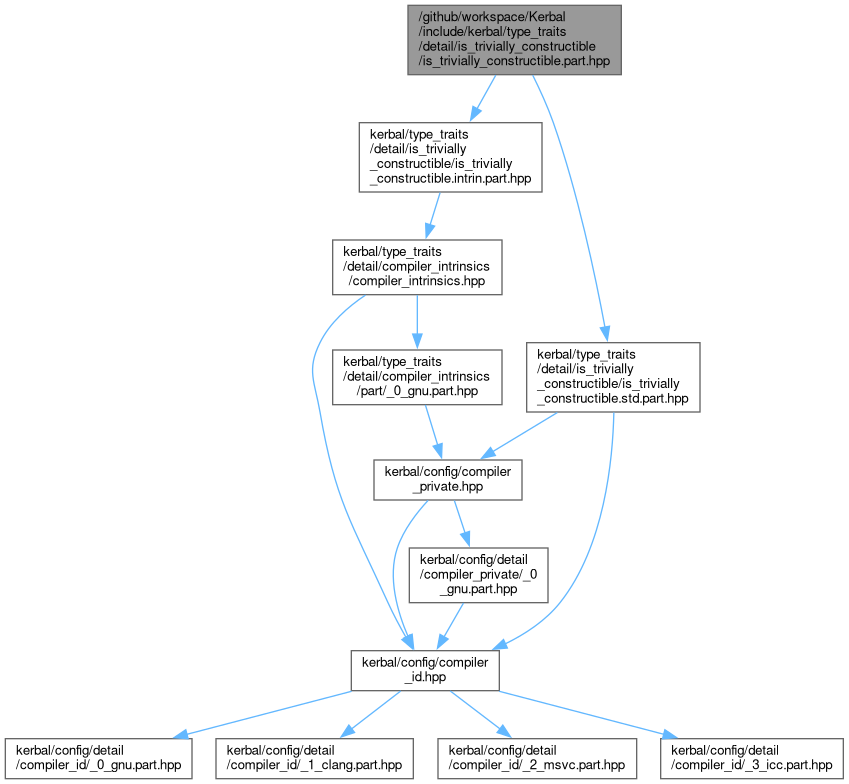 /github/workspace/Kerbal
/include/kerbal/type_traits
/detail/is_trivially_constructible
/is_trivially_constructible.part.hpp
kerbal/type_traits
/detail/is_trivially
_constructible/is_trivially
_constructible.intrin.part.hpp
kerbal/type_traits
/detail/compiler_intrinsics
/compiler_intrinsics.hpp
kerbal/type_traits
/detail/compiler_intrinsics
/part/_0_gnu.part.hpp
kerbal/type_traits
/detail/is_trivially
_constructible/is_trivially
_constructible.std.part.hpp
kerbal/config/compiler
_private.hpp
kerbal/config/detail
/compiler_private/_0
_gnu.part.hpp
kerbal/config/compiler
_id.hpp
kerbal/config/detail
/compiler_id/_0_gnu.part.hpp
kerbal/config/detail
/compiler_id/_1_clang.part.hpp
kerbal/config/detail
/compiler_id/_2_msvc.part.hpp
kerbal/config/detail
/compiler_id/_3_icc.part.hpp